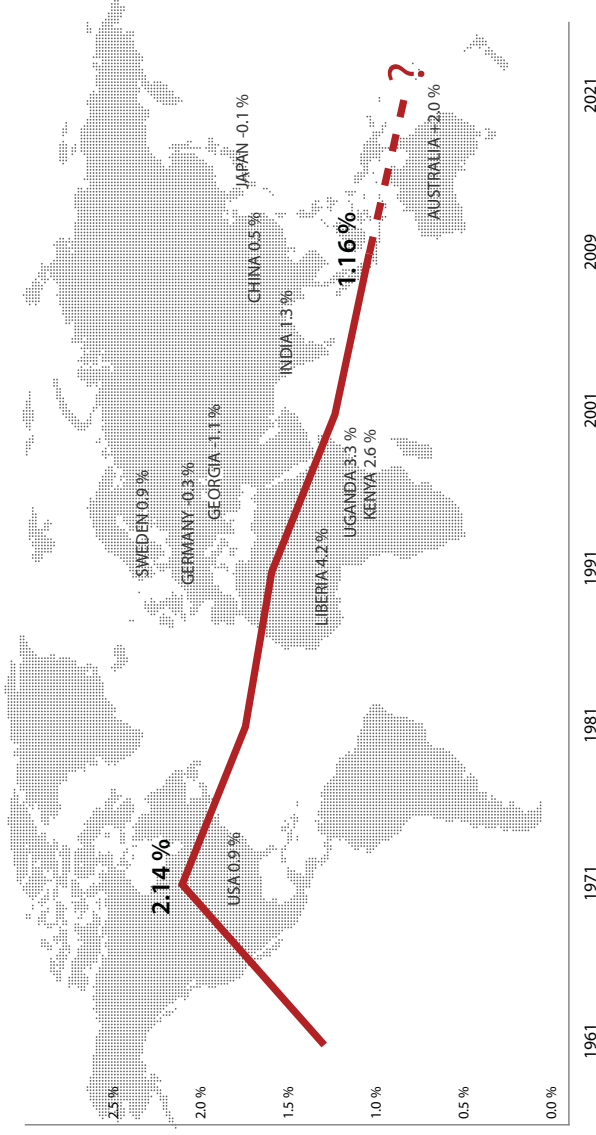 2.5 %
2.0 %
1.5 %
1.0 %
0.5 %
0.0 %
2.14 %
1.16 %
?
USA 0.9 %
SWEDEN 0.9 %
GERMANY -0.3 %
GEORGIA -1.1 %
LIBERIA 4.2 %
UGANDA 3.3 %
KENYA 2.6 %
INDIA 1.3 %
CHINA 0.5 %
JAPAN -0.1 %
AUSTRALIA +2.0 %
1961
1971
1981
1991
2001
2009
2021